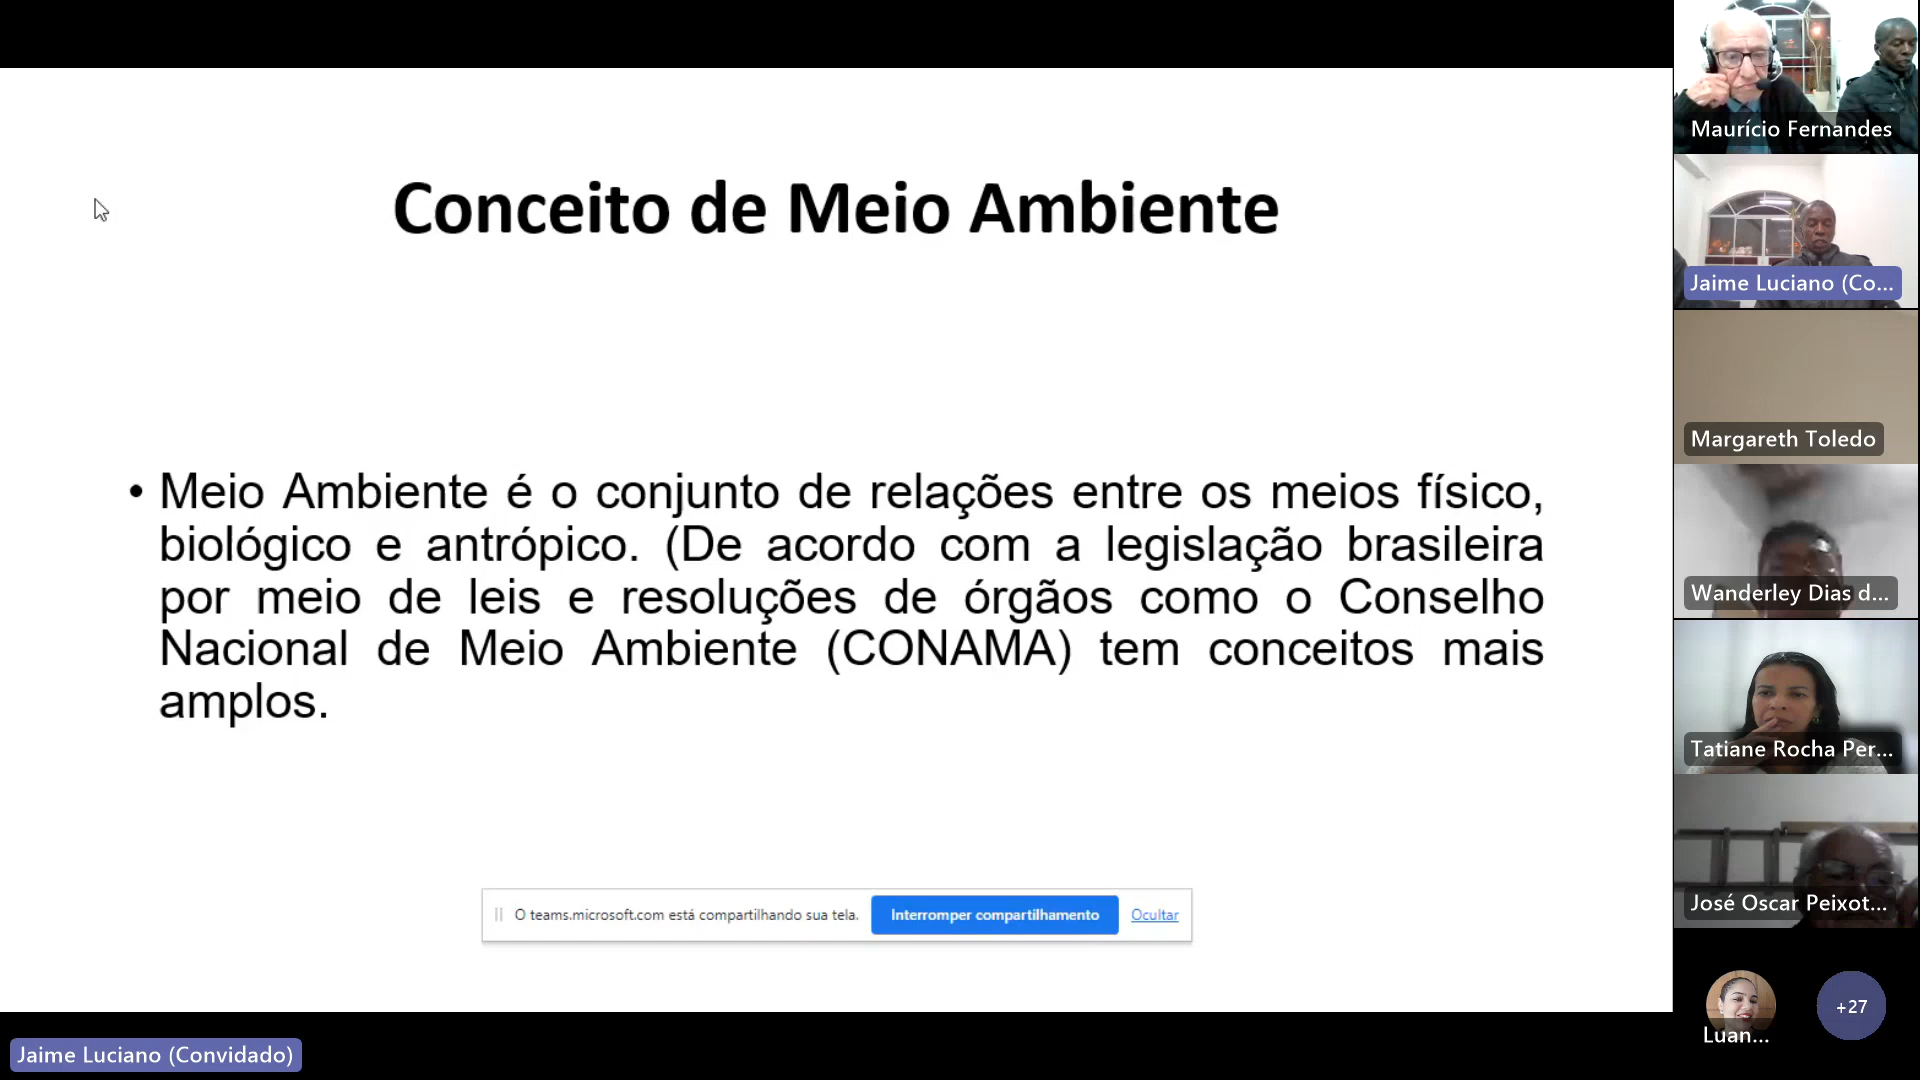 Conceito de Meio Ambiente
• Meio Ambiente é o conjunto de relações entre os meios físico,
biológico e antrópico. (De acordo com a legislação brasileira
por meio de leis e resoluções de órgãos como o Conselho
Nacional de Meio Ambiente (CONAMA) tem conceitos mais
amplos.
O teams.microsoft.com está compartilhando sua tela.
Interromper compartilhamento
Ocultar
Jaime Luciano (Convidado)
Maurício Fernandes
Jaime Luciano (Co...
Margareth Toledo
Wanderley Dias d...
Tatiane Rocha Per...
José Oscar Peixot...
Luan...
+27